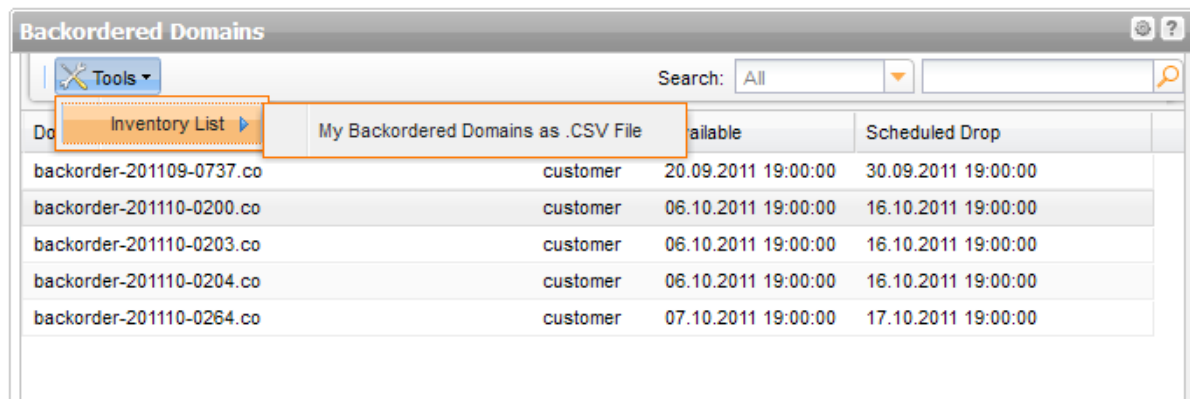 Backordered Domains
?
Tools
Search: All
Inventory List
My Backordered Domains as .CSV File
Scheduled Drop
backorder-201109-0737.co customer 20.09.2011 19:00:00 30.09.2011 19:00:00
backorder-201110-0200.co customer 06.10.2011 19:00:00 16.10.2011 19:00:00
backorder-201110-0203.co customer 06.10.2011 19:00:00 16.10.2011 19:00:00
backorder-201110-0204.co customer 06.10.2011 19:00:00 16.10.2011 19:00:00
backorder-201110-0264.co customer 07.10.2011 19:00:00 17.10.2011 19:00:00